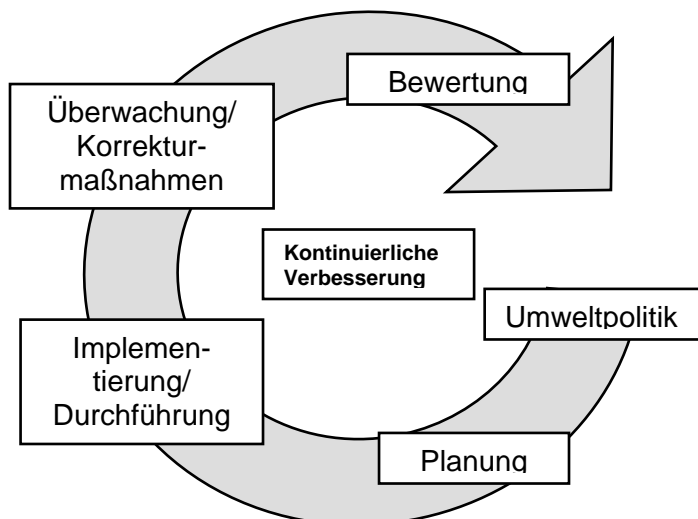 Bewertung
Überwachung/
Korrektur-
maßnahmen
Kontinuierliche
Verbesserung
Umweltpolitik
Implemen-
tierung/
Durchführung
Planung